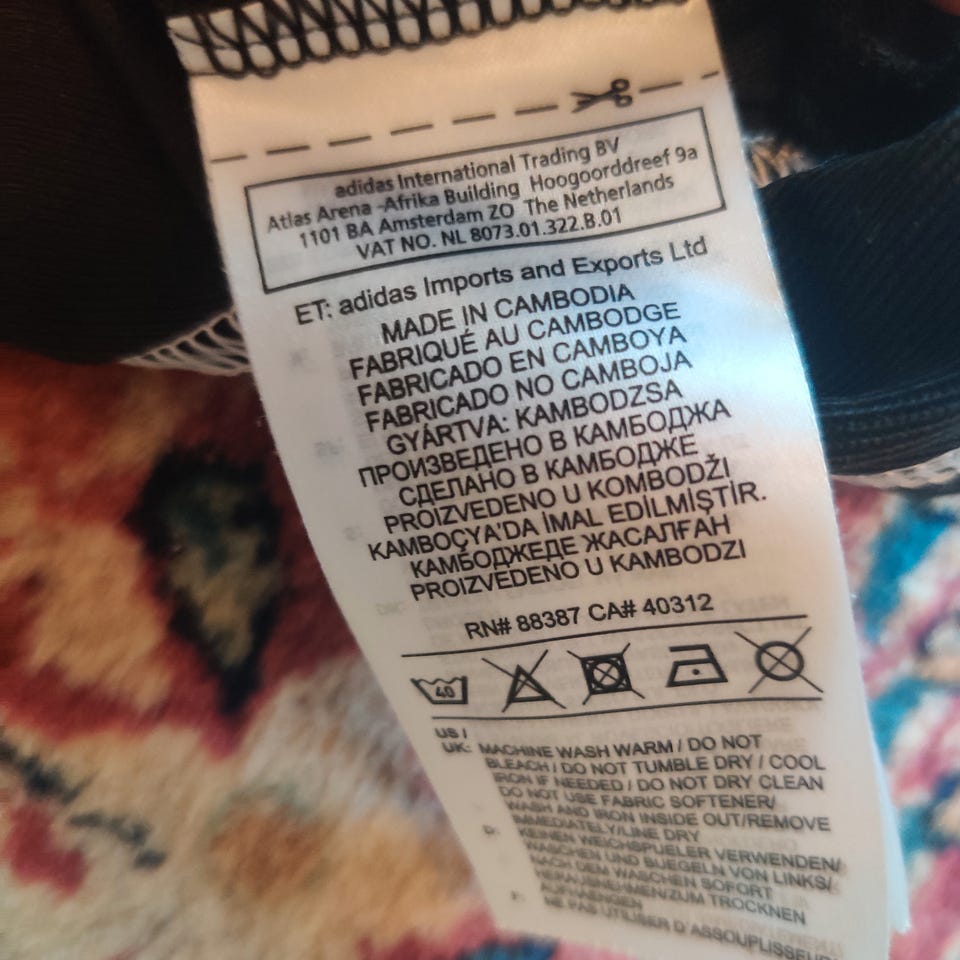 adidas International Trading BV
Atlas Arena -Afrika Building Hoogoorddreef 9a
1101 BA Amsterdam ZO The Netherlands
VAT NO. NL 8073.01.322.B.01
ET: adidas Imports and Exports Ltd
MADE IN CAMBODIA
FABRIQUÉ AU CAMBODGE
FABRICADO EN CAMBOYA
FABRICADO NO CAMBOJA
GYÁRTVA: KAMBODZSA
ПРОИЗВЕДЕНО В КАМБОДЖА
СДЕЛАНО В КАМБОДЖЕ
PROIZVEDENO U KOMBODŽI
KAMBOÇYA'DA İMAL EDİLMİŞTİR.
КАМБОДЖЕДЕ ЖАСАЛҒАН
PROIZVEDENO U KAMBODZI
RN# 88387 CA# 40312
40
US /
UK: MACHINE WASH WARM / DO NOT
BLEACH / DO NOT TUMBLE DRY / COOL
IRON IF NEEDED / DO NOT DRY CLEAN
DO NOT USE FABRIC SOFTENER/
WASH AND IRON INSIDE OUT/REMOVE
IMMEDIATELY/LINE DRY
D: KEINEN WEICHSPUELER VERWENDEN/
WASCHEN UND BUEGELN VON LINKS/
NACH DEM WASCHEN SOFORT
HERAUSNEHMEN/ZUM TROCKNEN
AUFHAENGEN
F: NE PAS UTILISER D'ASSOUPLISSEUR/